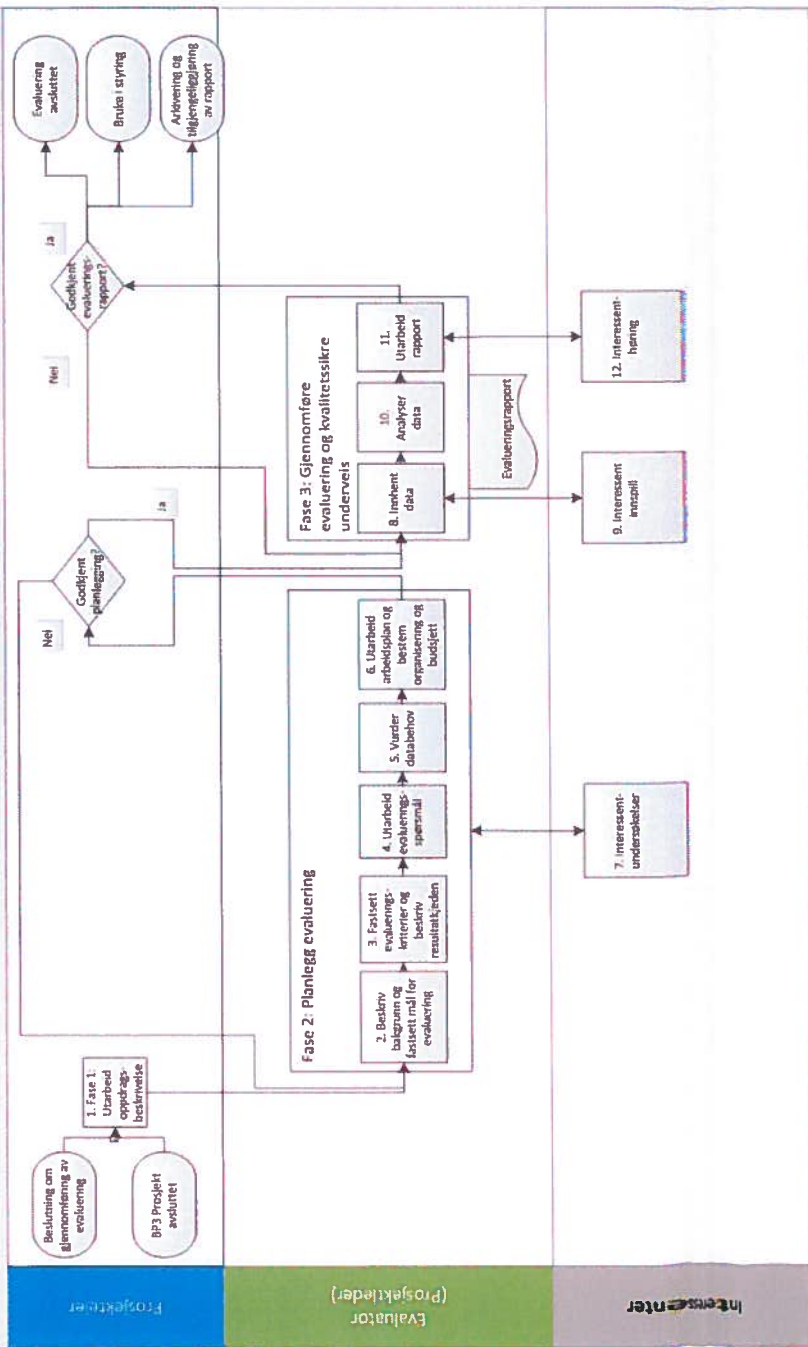 Prosjekteier
Beslutning om
gjennomføring av
evaluering
BP3 Prosjekt
avsluttet
1. Fase 1:
Utarbeid
oppdrags-
beskrivelse
Nei
Godkjent
planlegging?
Ja
Nei
Godkjent
evaluerings-
rapport?
Ja
Evaluering
avsluttet
Bruke i styring
Arkivering og
tilgjengeliggjøring
av rapport
Evaluator
(Prosjektleder)
Fase 2: Planlegg evaluering
2. Beskriv
bakgrunn og
fastsett mål for
evaluering
3. Fastsett
evaluerings-
kriterier og
beskriv
resultatkjeden
4. Utarbeid
evaluerings-
spørsmål
5. Vurder
databehov
6. Utarbeid
arbeidsplan og
bestem
organisering og
budsjett
Fase 3: Gjennomføre
evaluering og kvalitetssikre
underveis
8. Innhent
data
10.
Analyser
data
11.
Utarbeid
rapport
Evalueringsrapport
Interessenter
7. Interessent-
undersøkelser
9. Interessent
innspill
12. Interessent-
høring